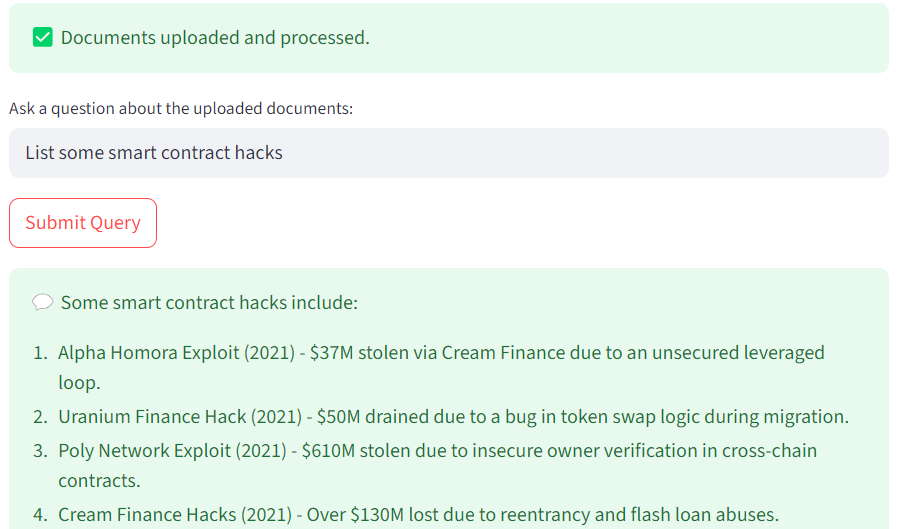 Documents uploaded and processed.
Ask a question about the uploaded documents:
List some smart contract hacks
Submit Query
Some smart contract hacks include:
1. Alpha Homora Exploit (2021) - $37M stolen via Cream Finance due to an unsecured leveraged
loop.
2. Uranium Finance Hack (2021) - $50M drained due to a bug in token swap logic during migration.
3. Poly Network Exploit (2021) - $610M stolen due to insecure owner verification in cross-chain
contracts.
4. Cream Finance Hacks (2021) - Over $130M lost due to reentrancy and flash loan abuses.